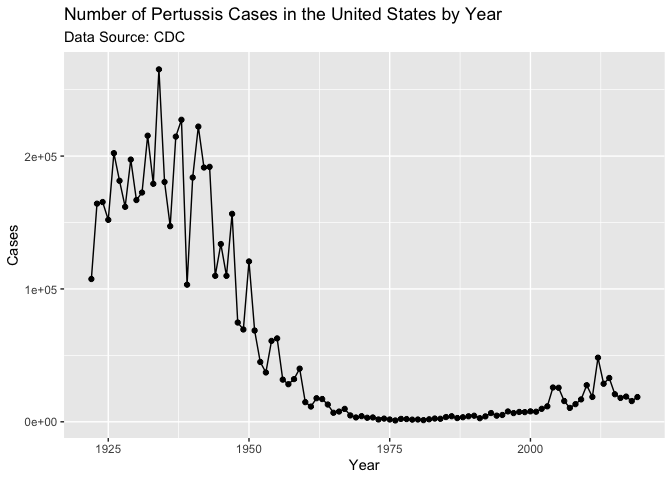 Number of Pertussis Cases in the United States by Year
Data Source: CDC
Cases
2e+05
1e+05
0e+00
1925 1950 1975 2000
Year